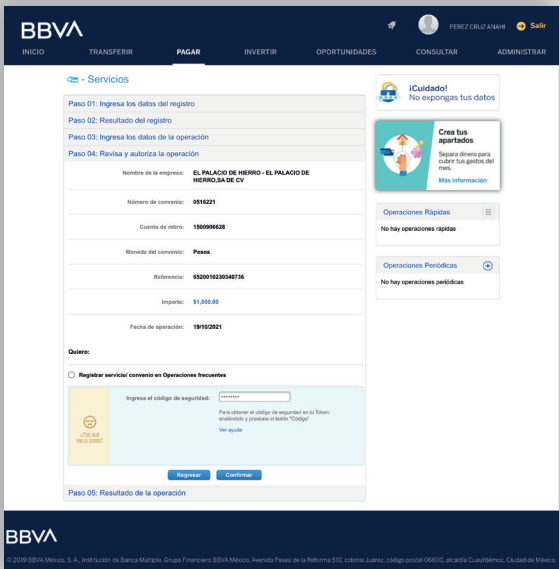 BBVA
PEREZ CRUZ ANAHI
Salir
INICIO
TRANSFERIR
PAGAR
INVERTIR
OPORTUNIDADES
CONSULTAR
ADMINISTRAR
- Servicios
Paso 01: Ingresa los datos del registro
Paso 02: Resultado del registro
Paso 03: Ingresa los datos de la operación
Paso 04: Revisa y autoriza la operación
Nombre de la empresa: EL PALACIO DE HIERRO - EL PALACIO DE
HIERRO,SA DE CV
Número de convenio: 0516221
Cuenta de retiro: 1500906628
Moneda del convenio: Pesos
Referencia: 6520010230340736
Importe: $1,000.00
Fecha de operación: 19/10/2021
Quiero:
Registrar servicio/ convenio en Operaciones frecuentes
¿Por qué
me lo piden?
Ingresa el código de seguridad: ********
Para obtener el código de seguridad en tu Token:
enciéndelo y presiona el botón "Código"
Ver ayuda
Regresar
Confirmar
Paso 05: Resultado de la operación
¡Cuidado!
No expongas tus datos
Crea tus
apartados
Separa dinero para
cubrir tus gastos del
mes.
Más información
Operaciones Rápidas
No hay operaciones rápidas
Operaciones Periódicas
No hay operaciones periódicas
BBVA
© 2019 BBVA México, S. A., Institución de Banca Múltiple, Grupo Financiero BBVA México, Avenida Paseo de la Reforma 510, colonia Juárez, código postal 06600, alcaldía Cuauhtémoc, Ciudad de México.